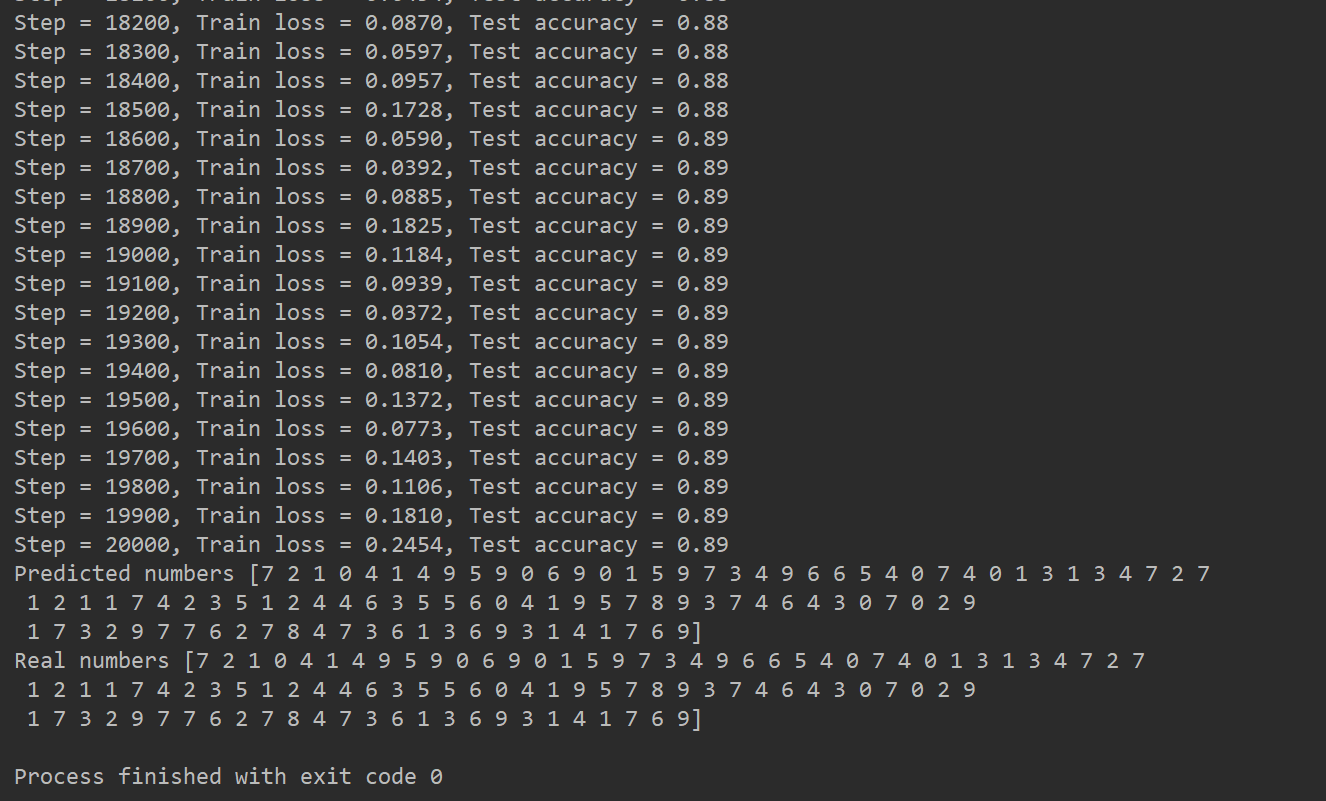 Step = 18200, Train loss = 0.0870, Test accuracy = 0.88
Step = 18300, Train loss = 0.0597, Test accuracy = 0.88
Step = 18400, Train loss = 0.0957, Test accuracy = 0.88
Step = 18500, Train loss = 0.1728, Test accuracy = 0.88
Step = 18600, Train loss = 0.0590, Test accuracy = 0.89
Step = 18700, Train loss = 0.0392, Test accuracy = 0.89
Step = 18800, Train loss = 0.0885, Test accuracy = 0.89
Step = 18900, Train loss = 0.1825, Test accuracy = 0.89
Step = 19000, Train loss = 0.1184, Test accuracy = 0.89
Step = 19100, Train loss = 0.0939, Test accuracy = 0.89
Step = 19200, Train loss = 0.0372, Test accuracy = 0.89
Step = 19300, Train loss = 0.1054, Test accuracy = 0.89
Step = 19400, Train loss = 0.0810, Test accuracy = 0.89
Step = 19500, Train loss = 0.1372, Test accuracy = 0.89
Step = 19600, Train loss = 0.0773, Test accuracy = 0.89
Step = 19700, Train loss = 0.1403, Test accuracy = 0.89
Step = 19800, Train loss = 0.1106, Test accuracy = 0.89
Step = 19900, Train loss = 0.1810, Test accuracy = 0.89
Step = 20000, Train loss = 0.2454, Test accuracy = 0.89
Predicted numbers [7 2 1 0 4 1 4 9 5 9 0 6 9 0 1 5 9 7 3 4 9 6 6 5 4 0 7 4 0 1 3 1 3 4 7 2 7
1 2 1 1 7 4 2 3 5 1 2 4 4 6 3 5 5 6 0 4 1 9 5 7 8 9 3 7 4 6 4 3 0 7 0 2 9
1 7 3 2 9 7 7 6 2 7 8 4 7 3 6 1 3 6 9 3 1 4 1 7 6 9]
Real numbers [7 2 1 0 4 1 4 9 5 9 0 6 9 0 1 5 9 7 3 4 9 6 6 5 4 0 7 4 0 1 3 1 3 4 7 2 7
1 2 1 1 7 4 2 3 5 1 2 4 4 6 3 5 5 6 0 4 1 9 5 7 8 9 3 7 4 6 4 3 0 7 0 2 9
1 7 3 2 9 7 7 6 2 7 8 4 7 3 6 1 3 6 9 3 1 4 1 7 6 9]
Process finished with exit code 0